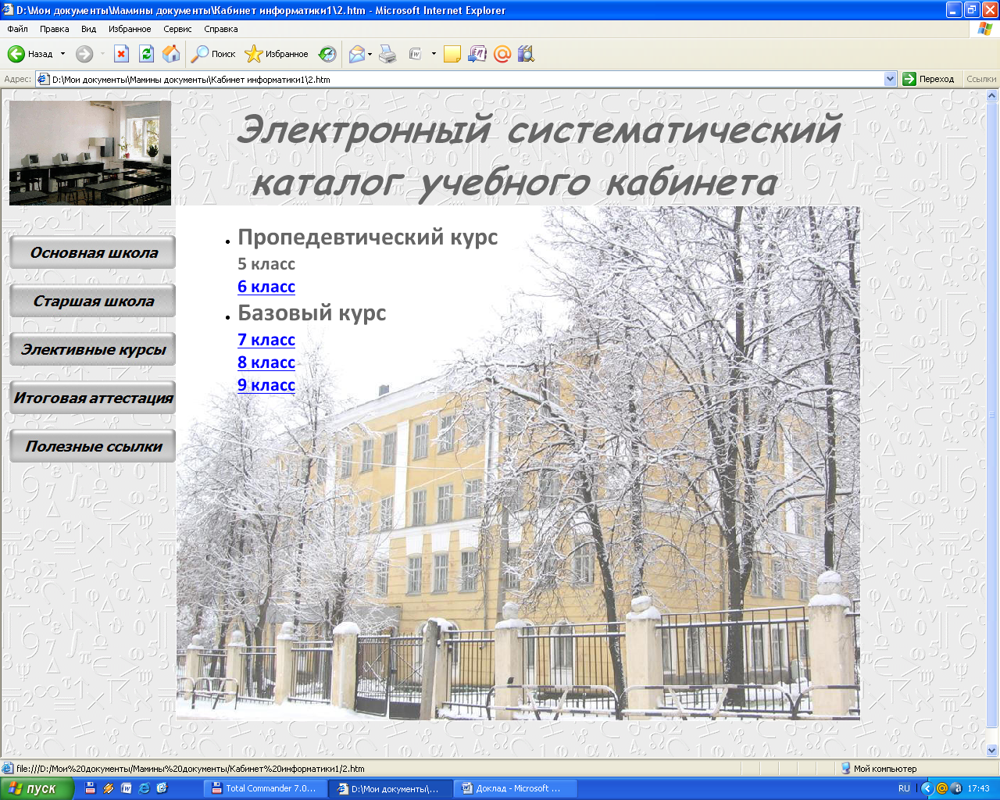 D:\Мои документы\Мамины документы\Кабинет информатики1\2.htm - Microsoft Internet Explorer
Файл Правка Вид Избранное Сервис Справка
Назад Поиск Избранное
Адрес: D:\Мои документы\Мамины документы\Кабинет информатики1\2.htm Переход Ссылки
Электронный систематический
каталог учебного кабинета
Основная школа
Старшая школа
Элективные курсы
Итоговая аттестация
Полезные ссылки
Пропедевтический курс
5 класс
6 класс
Базовый курс
7 класс
8 класс
9 класс
file:///D:/Мои%20документы/Мамины%20документы/Кабинет%20информатики1/2.htm Мой компьютер
пуск Total Commander 7.0... D:\Мои документы\... Доклад - Microsoft ... RU 17:43